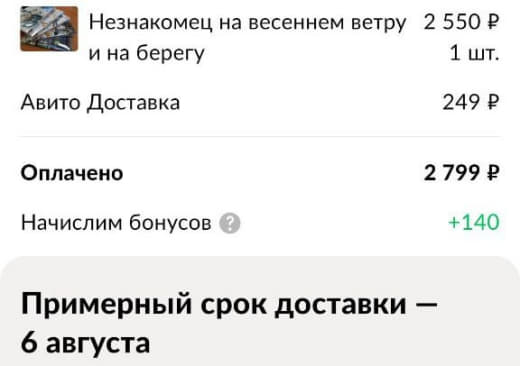 Незнакомец на весеннем ветру 2 550 ₽
и на берегу 1 шт.
Авито Доставка 249 ₽
Оплачено 2 799 ₽
Начислим бонусов ? +140
Примерный срок доставки —
6 августа